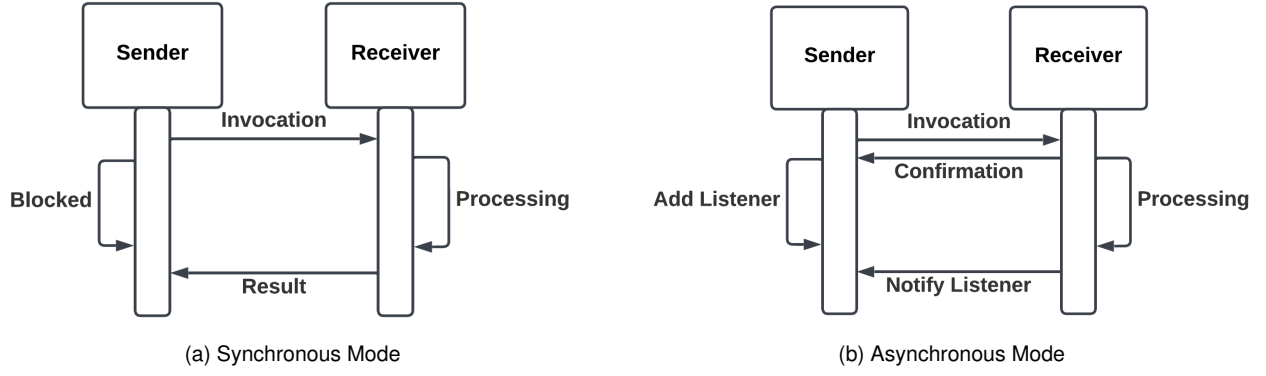 Sender
Receiver
Invocation
Blocked
Processing
Result
(a) Synchronous Mode
Sender
Receiver
Invocation
Confirmation
Add Listener
Processing
Notify Listener
(b) Asynchronous Mode